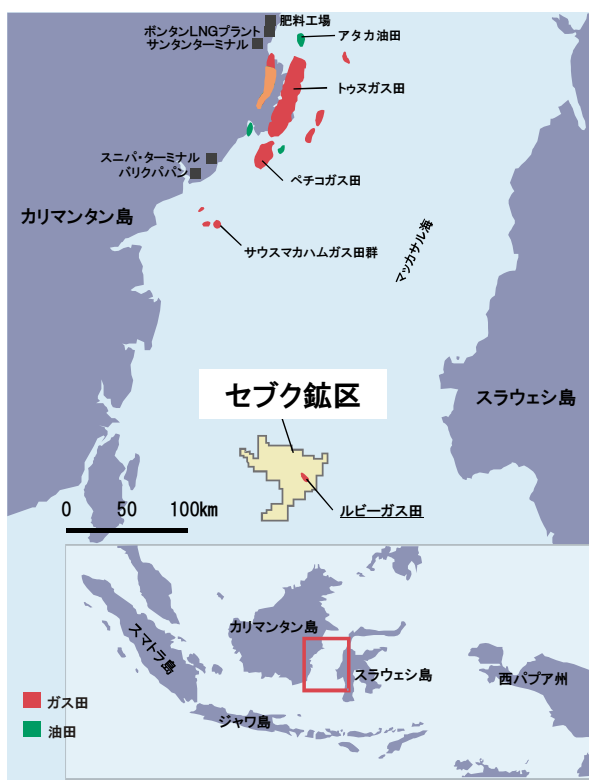 肥料工場
ボンタンLNGプラント
サンタンターミナル
アタカ油田
トゥヌガス田
スニパ・ターミナル
バリクパパン
ペチコガス田
カリマンタン島
サウスマカハムガス田群
マッカサル海
セブク鉱区
スラウェシ島
0 50 100km
ルビーガス田
カリマンタン島
スマトラ島
スラウェシ島
西パプア州
ガス田
油田
ジャワ島